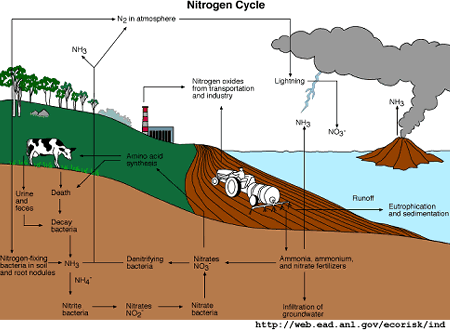 Nitrogen Cycle
N2 in atmosphere
NH3
Nitrogen oxides
from transportation
and industry
Lightning
NH3
NO3-
NH3
Amino acid
synthesis
Urine
and
feces
Death
Decay
bacteria
Runoff
Eutrophication
and sedimentation
Nitrogen-fixing
bacteria in soil
and root nodules
NH3
Denitrifying
bacteria
Nitrates
NO3-
Ammonia, ammonium,
and nitrate fertilizers
NH4+
Nitrite
bacteria
Nitrates
NO2-
Nitrate
bacteria
Infiltration of
groundwater
http://web.ead.anl.gov/ecorisk/ind